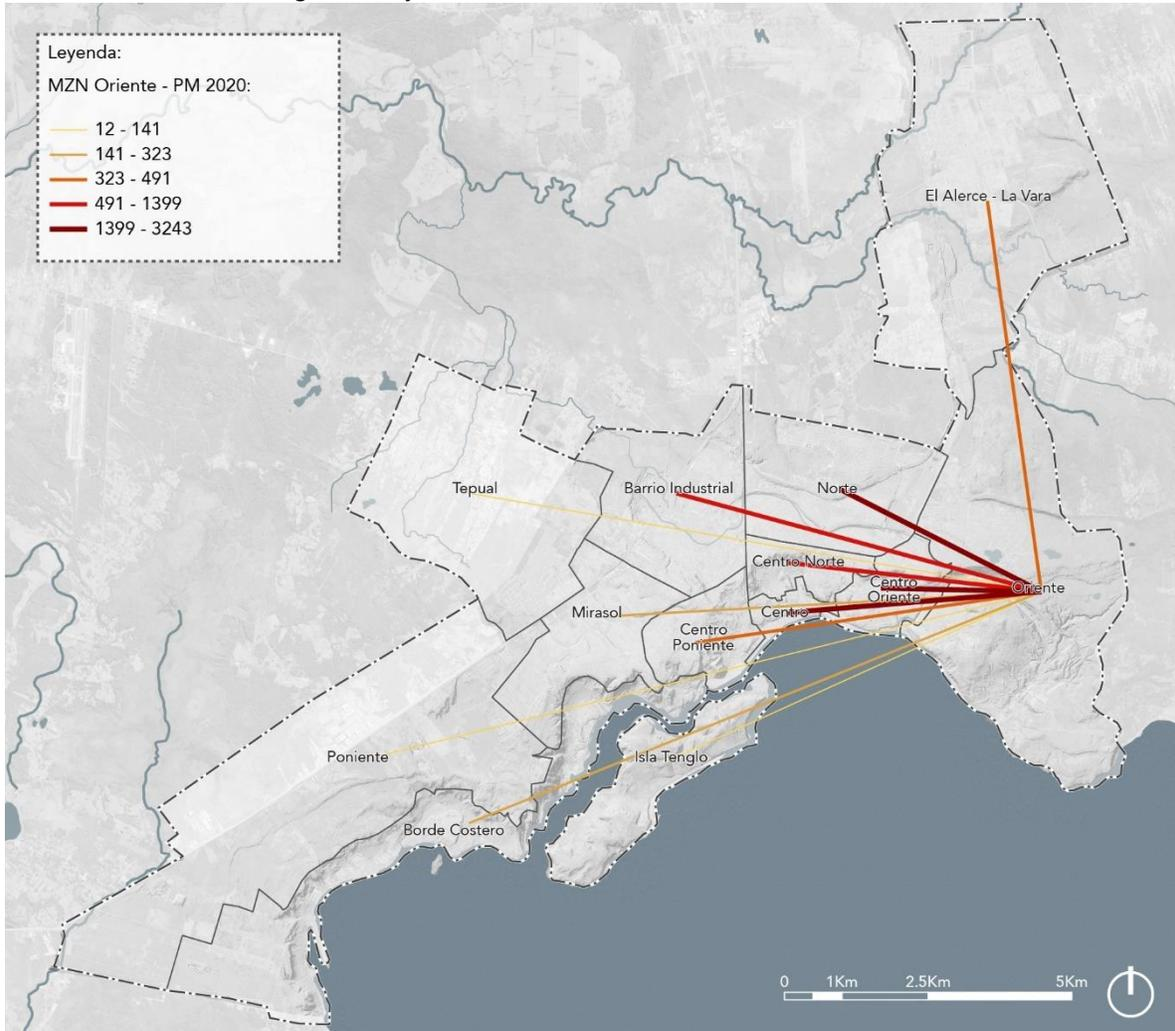 Leyenda:
MZN Oriente - PM 2020:
12 - 141
141 - 323
323 - 491
491 - 1399
1399 - 3243
El Alerce - La Vara
Tepual
Barrio Industrial
Norte
Centro Norte
Centro
Oriente
Oriente
Mirasol
Centro
Centro
Poniente
Poniente
Isla Tenglo
Borde Costero
0 1Km 2.5Km 5Km